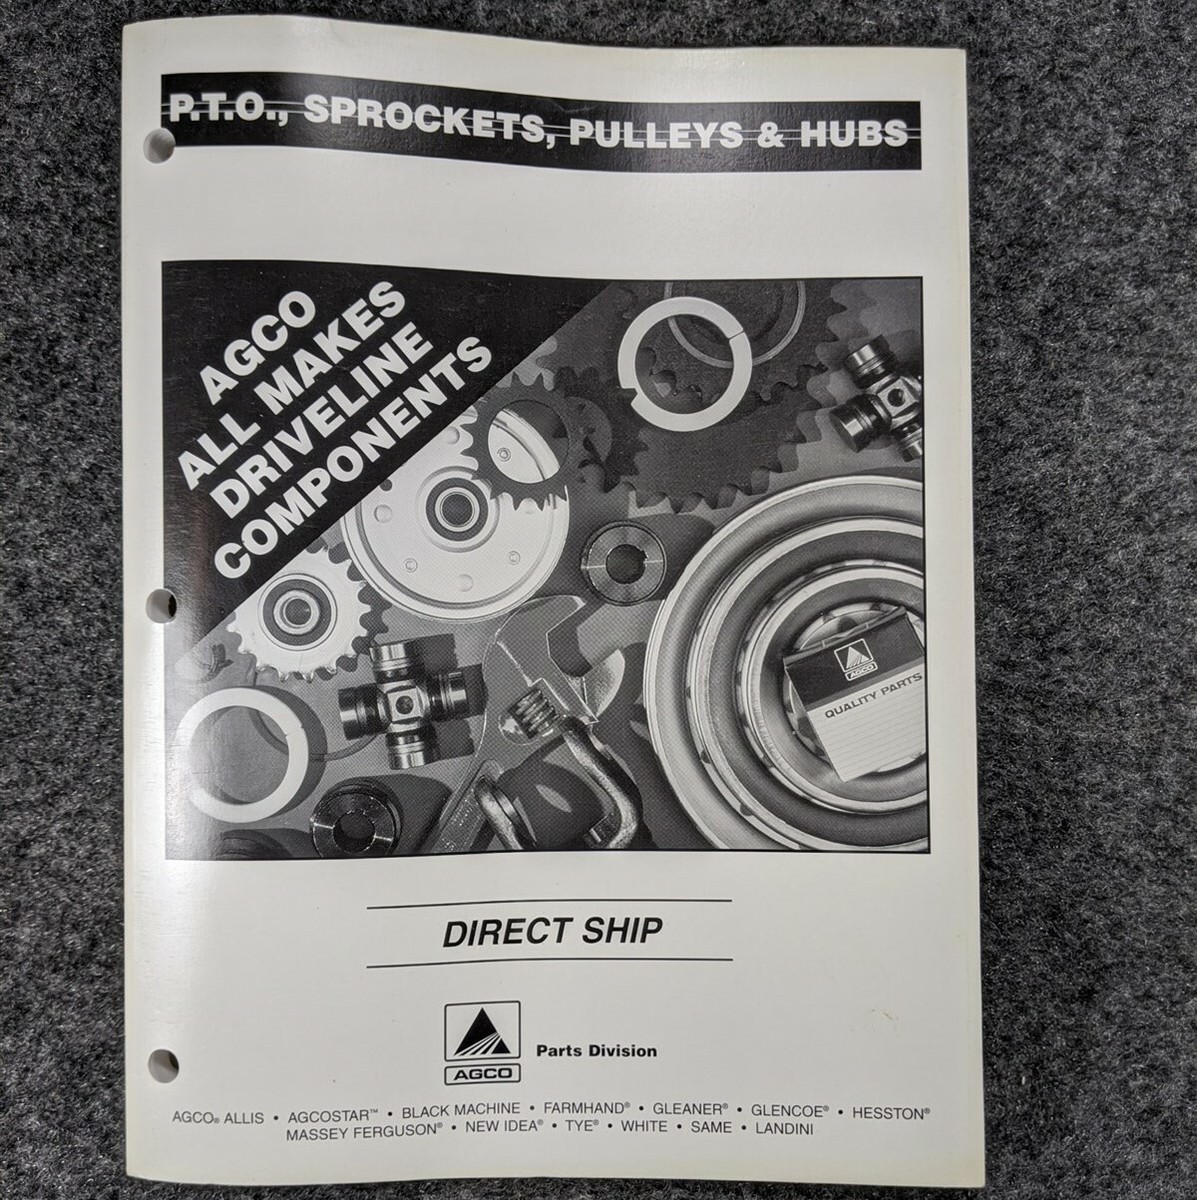 P.T.O., SPROCKETS, PULLEYS & HUBS
AGCO
ALL MAKES
DRIVELINE
COMPONENTS
AGCO
QUALITY PARTS
DIRECT SHIP
AGCO
Parts Division
AGCO® ALLIS • AGCOSTAR™ • BLACK MACHINE • FARMHAND® • GLEANER® • GLENCOE® • HESSTON®
MASSEY FERGUSON® • NEW IDEA® • TYE® • WHITE • SAME • LANDINI